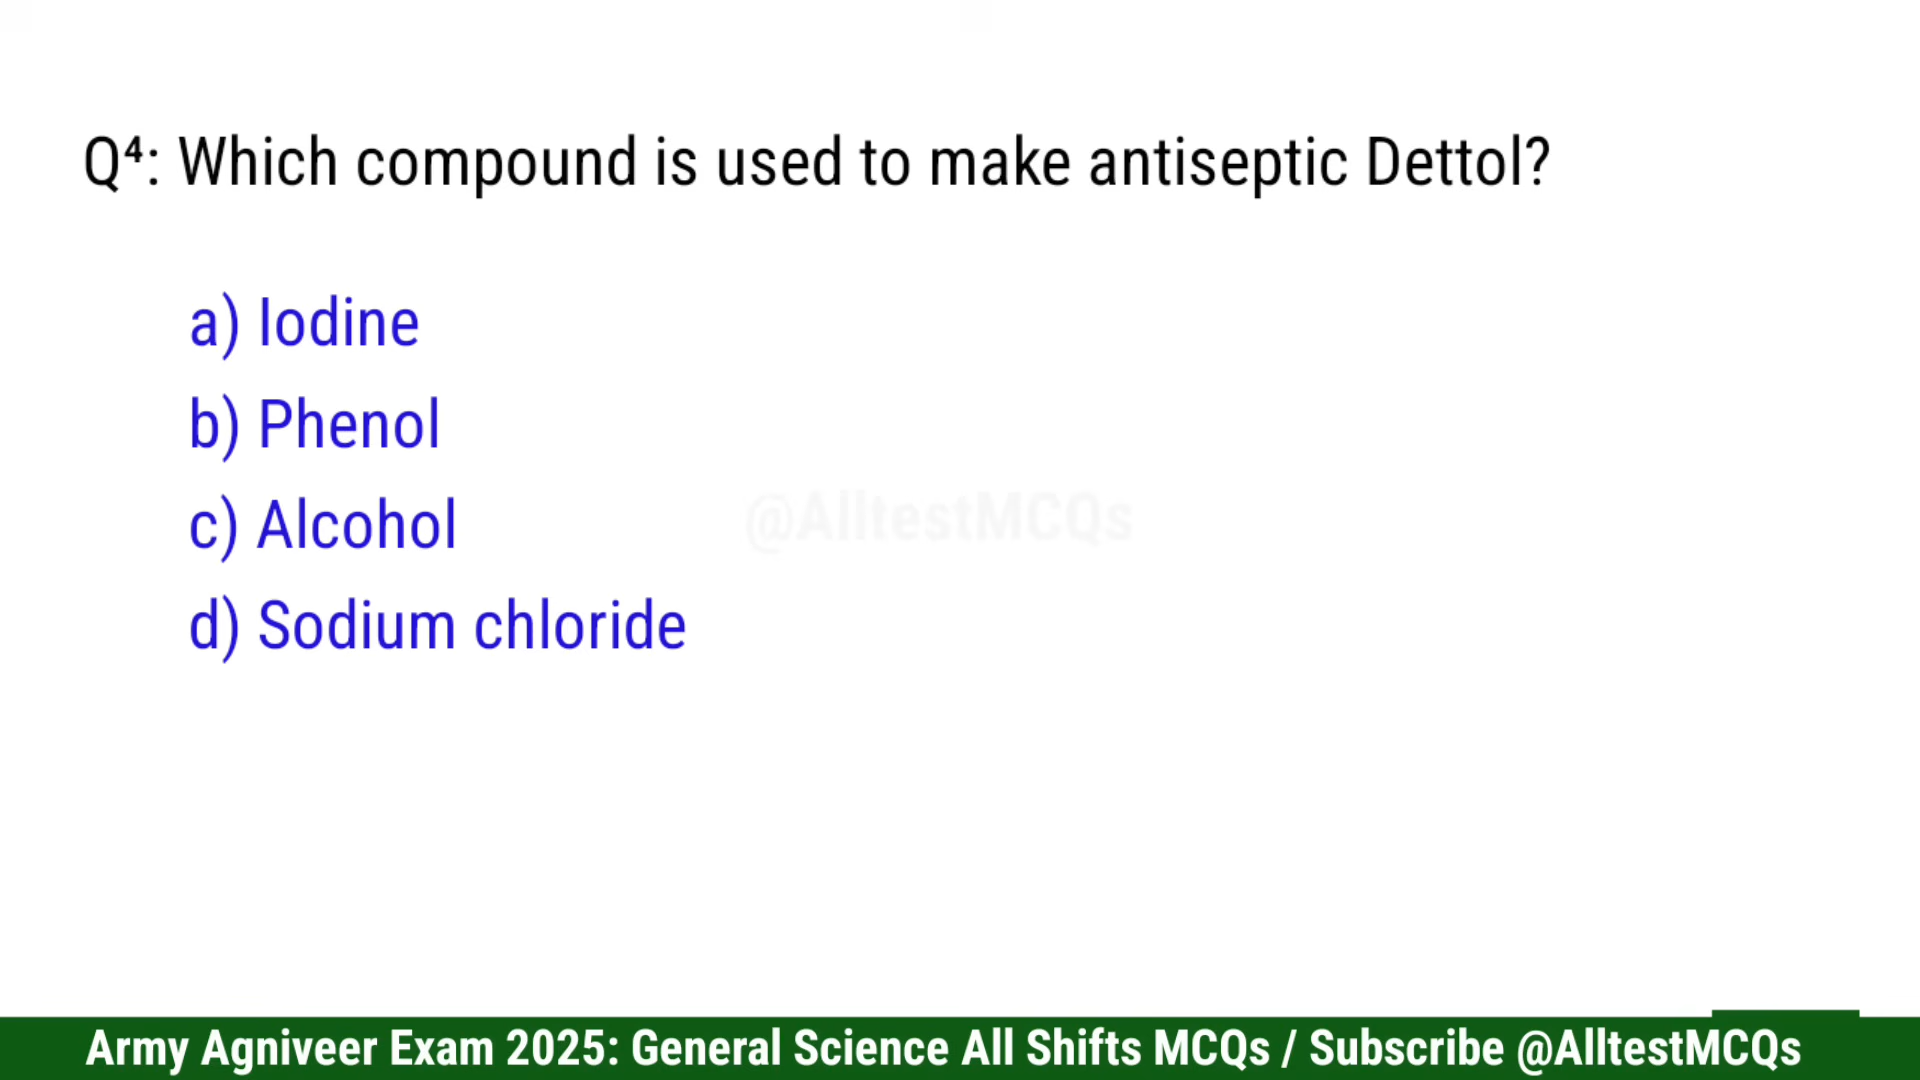 Q⁴: Which compound is used to make antiseptic Dettol?
a) Iodine
b) Phenol
@AlltestMCQs
c) Alcohol
d) Sodium chloride
Army Agniveer Exam 2025: General Science All Shifts MCQs / Subscribe @AlltestMCQs